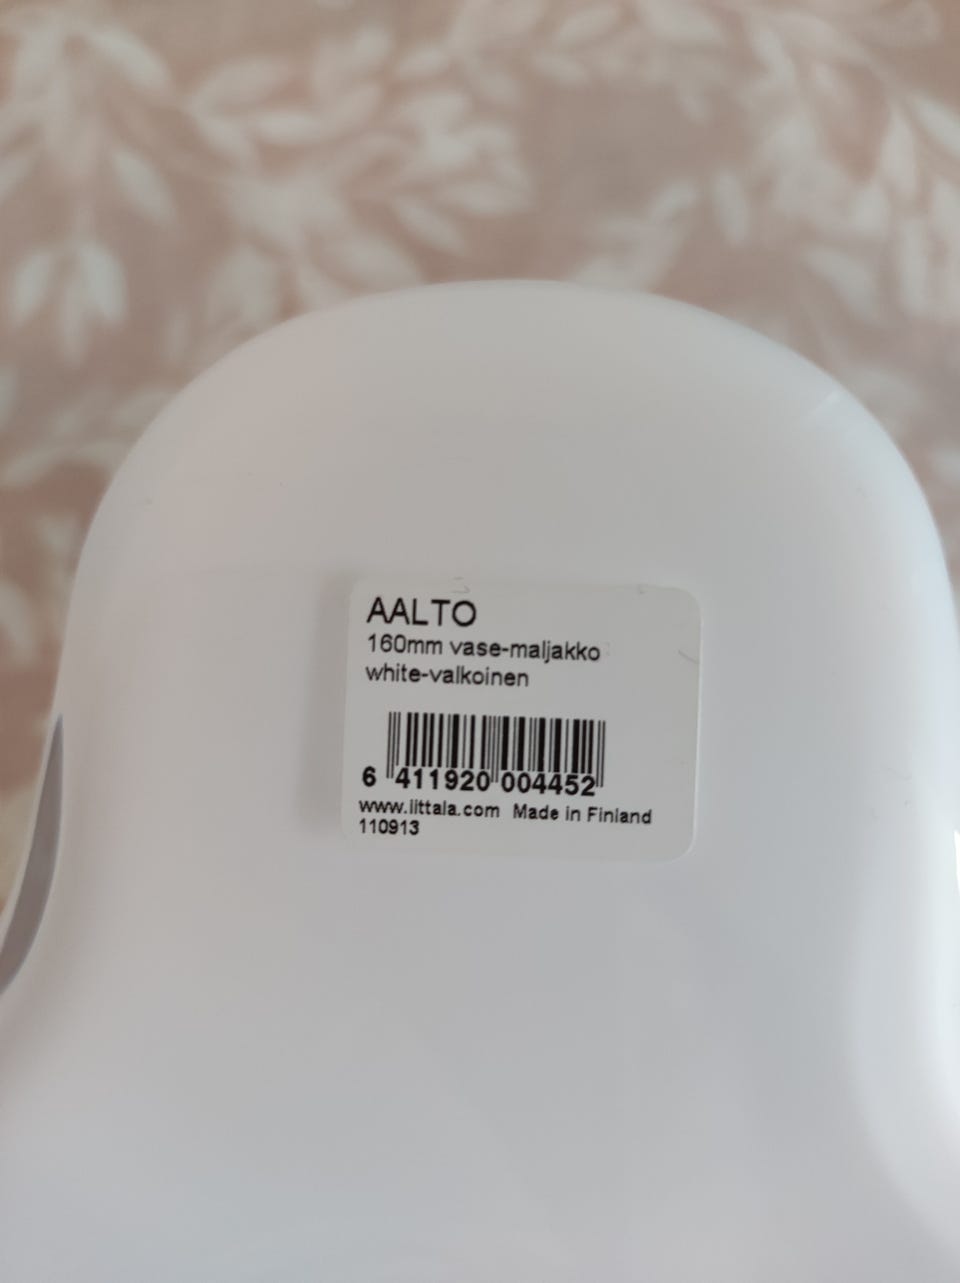 AALTO
160mm vase-maljakko
white-valkoinen
6 411920 004452
www.iittala.com Made in Finland
110913